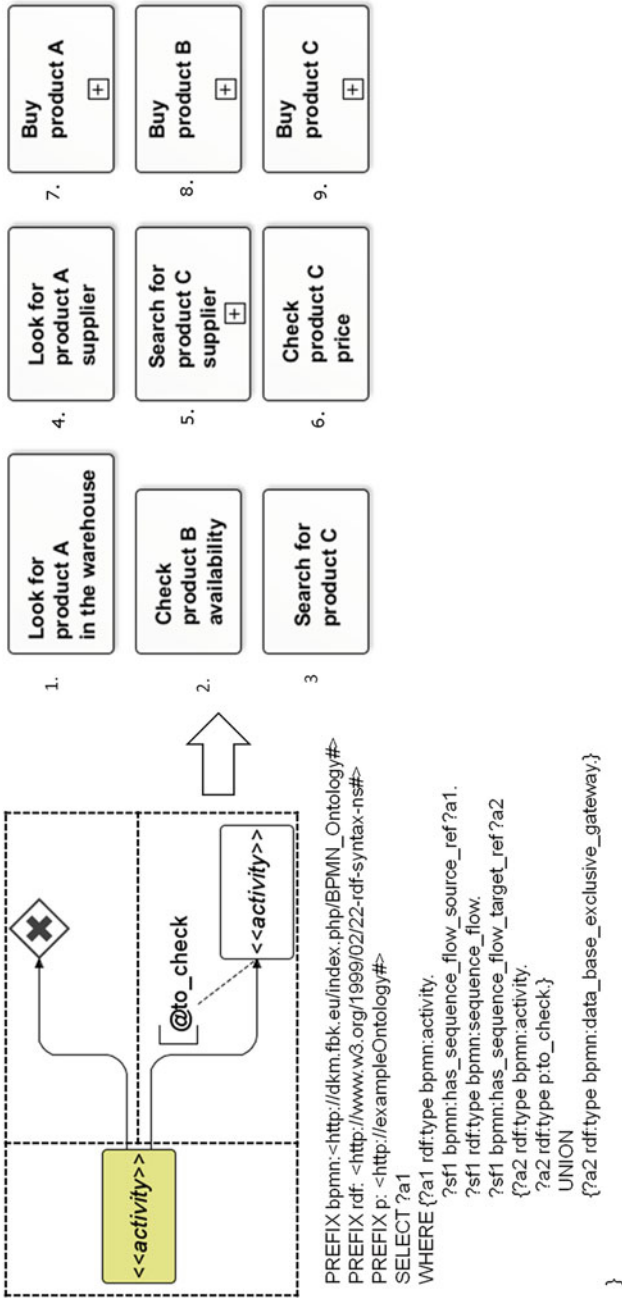 <<activity>>
@to_check
<<activity>>
1.
Look for
product A
in the warehouse
2.
Check
product B
availability
3
Search for
product C
4.
Look for
product A
supplier
5.
Search for
product C
supplier
+
6.
Check
product C
price
7.
Buy
product A
+
8.
Buy
product B
+
9.
Buy
product C
+
PREFIX bpmn:<http://dkm.fbk.eu/index.php/BPMN_Ontology#>
PREFIX rdf: <http://www.w3.org/1999/02/22-rdf-syntax-ns#>
PREFIX p: <http://exampleOntology#>
SELECT ?a1
WHERE {?a1 rdf:type bpmn:activity.
?sf1 bpmn:has_sequence_flow_source_ref ?a1.
?sf1 rdf:type bpmn:sequence_flow.
?sf1 bpmn:has_sequence_flow_target_ref ?a2
{?a2 rdf:type bpmn:activity.
?a2 rdf:type p:to_check.}
UNION
{?a2 rdf:type bpmn:data_base_exclusive_gateway.}
}